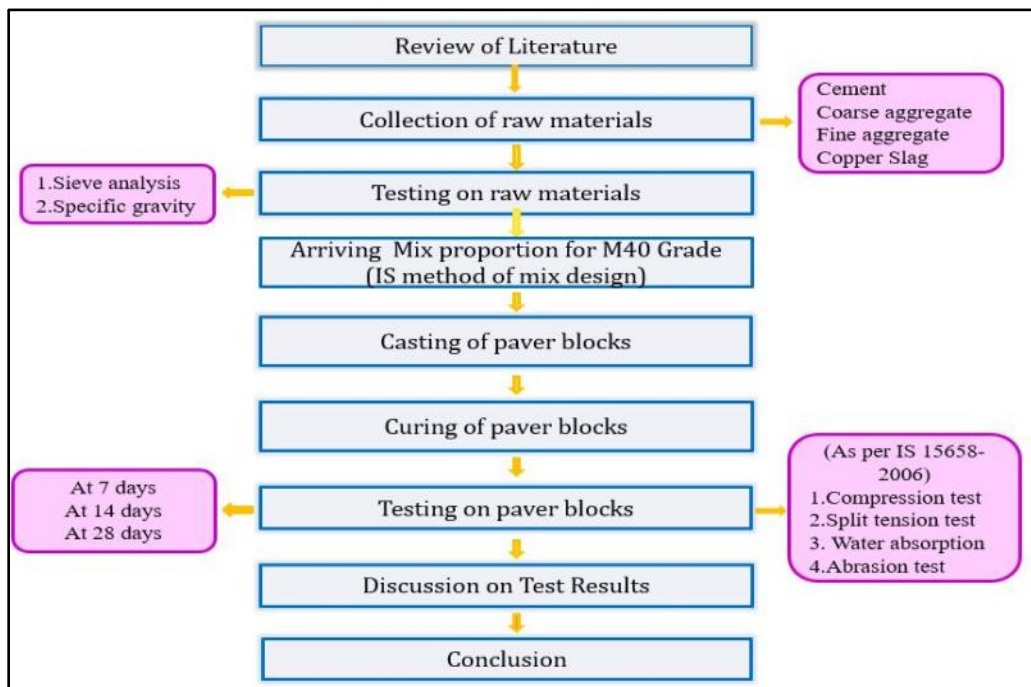 Review of Literature
Collection of raw materials
Cement
Coarse aggregate
Fine aggregate
Copper Slag
Testing on raw materials
1.Sieve analysis
2.Specific gravity
Arriving Mix proportion for M40 Grade
(IS method of mix design)
Casting of paver blocks
Curing of paver blocks
Testing on paver blocks
At 7 days
At 14 days
At 28 days
(As per IS 15658-
2006)
1.Compression test
2.Split tension test
3. Water absorption
4.Abrasion test
Discussion on Test Results
Conclusion